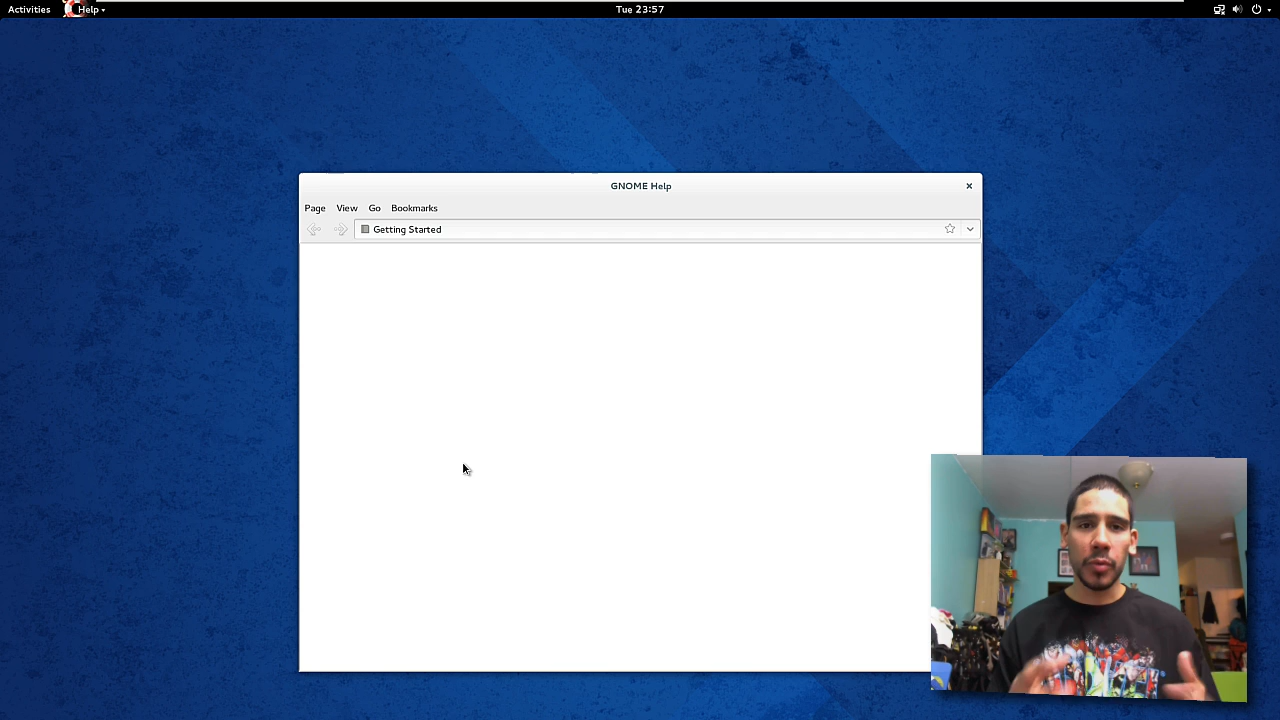 Activities
Help
Tue 23:57
GNOME Help
Page View Go Bookmarks
Getting Started